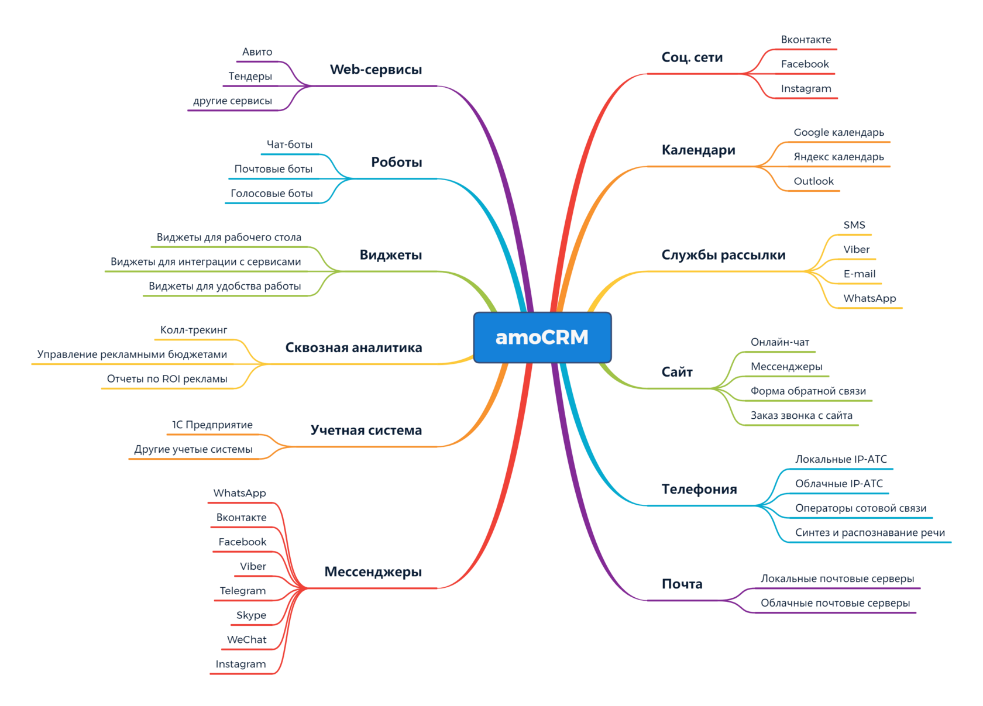 amoCRM
Web-сервисы
Авито
Тендеры
другие сервисы
Роботы
Чат-боты
Почтовые боты
Голосовые боты
Виджеты
Виджеты для рабочего стола
Виджеты для интеграции с сервисами
Виджеты для удобства работы
Сквозная аналитика
Колл-трекинг
Управление рекламными бюджетами
Отчеты по ROI рекламы
Учетная система
1С Предприятие
Другие учетые системы
Мессенджеры
WhatsApp
Вконтакте
Facebook
Viber
Telegram
Skype
WeChat
Instagram
Соц. сети
Вконтакте
Facebook
Instagram
Календари
Google календарь
Яндекс календарь
Outlook
Службы рассылки
SMS
Viber
E-mail
WhatsApp
Сайт
Онлайн-чат
Мессенджеры
Форма обратной связи
Заказ звонка с сайта
Телефония
Локальные IP-АТС
Облачные IP-АТС
Операторы сотовой связи
Синтез и распознавание речи
Почта
Локальные почтовые серверы
Облачные почтовые серверы